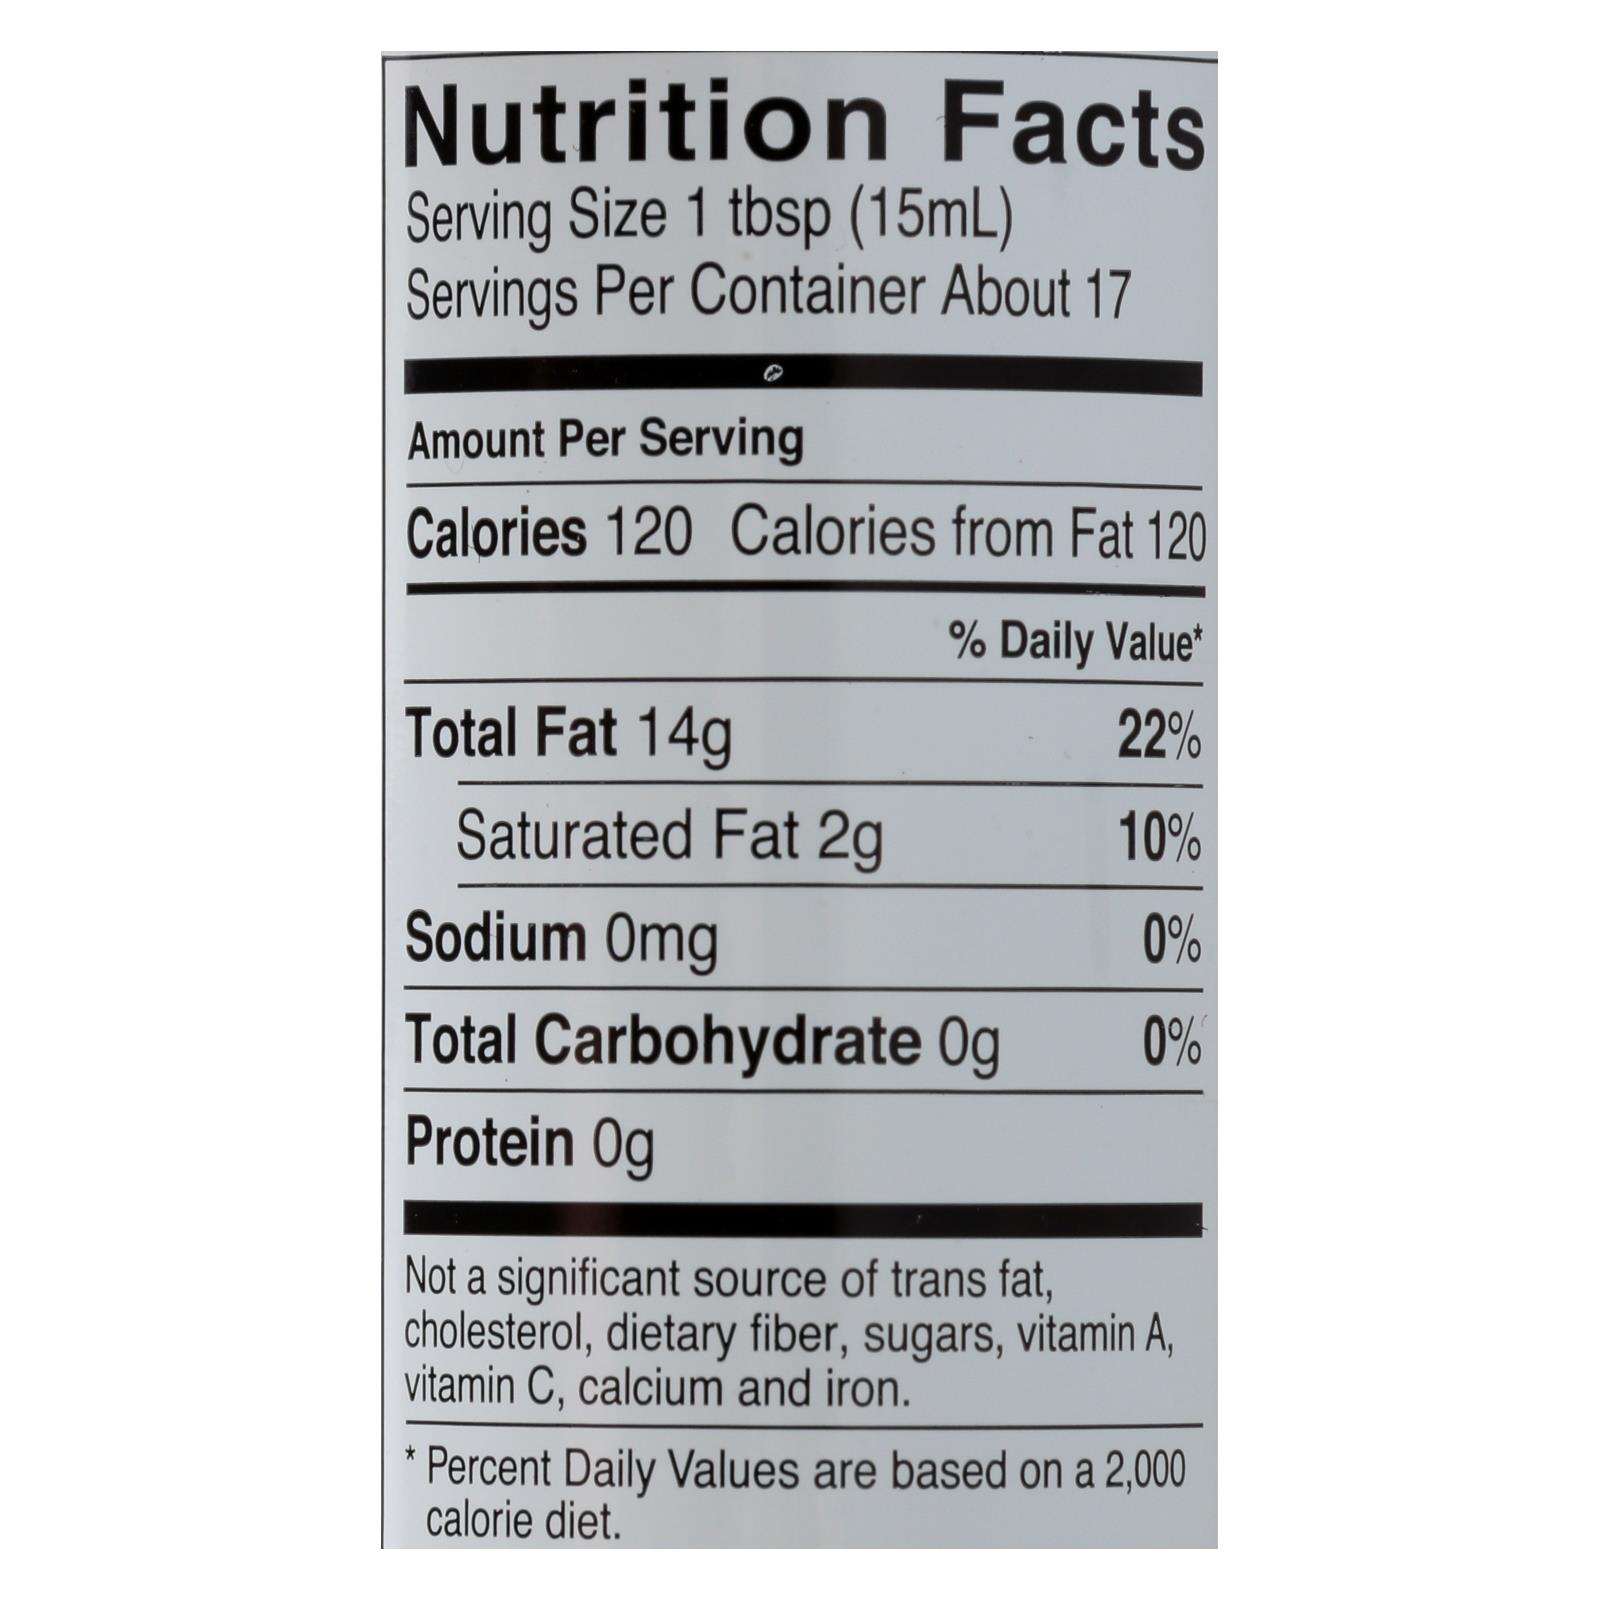 Nutrition Facts
Serving Size 1 tbsp (15mL)
Servings Per Container About 17
Amount Per Serving
Calories 120 Calories from Fat 120
% Daily Value*
Total Fat 14g 22%
Saturated Fat 2g 10%
Sodium 0mg 0%
Total Carbohydrate 0g 0%
Protein 0g
Not a significant source of trans fat,
cholesterol, dietary fiber, sugars, vitamin A,
vitamin C, calcium and iron.
* Percent Daily Values are based on a 2,000
calorie diet.